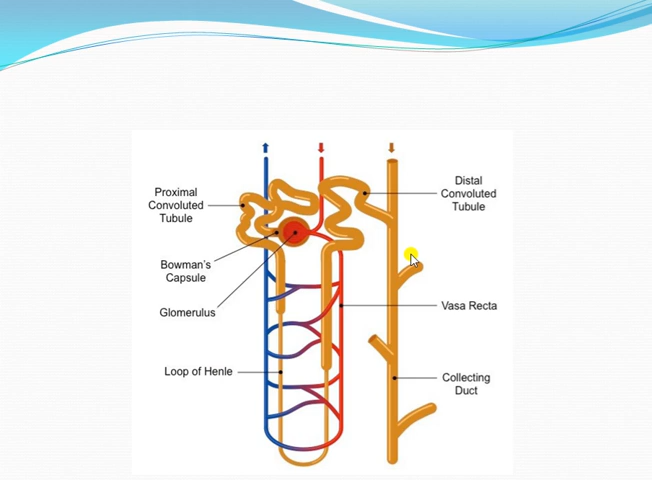 Proximal
Convoluted
Tubule
Distal
Convoluted
Tubule
Bowman's
Capsule
Glomerulus
Vasa Recta
Loop of Henle
Collecting
Duct